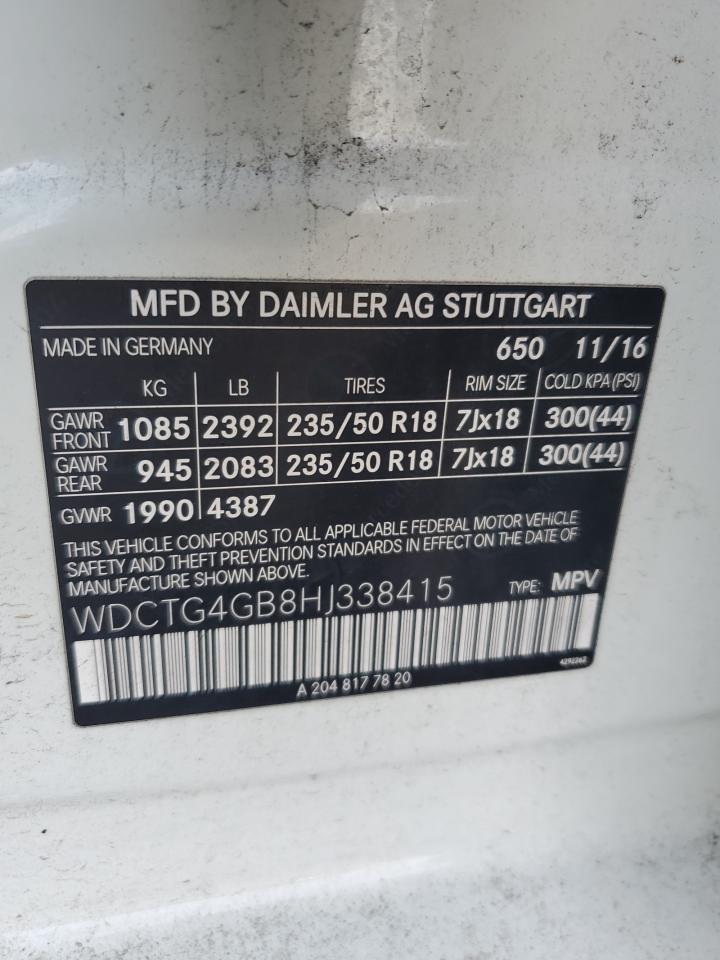 MFD BY DAIMLER AG STUTTGART
MADE IN GERMANY 650 11/16
KG LB TIRES RIM SIZE COLD KPA (PSI)
GAWR FRONT 1085 2392 235/50 R18 7Jx18 300(44)
GAWR REAR 945 2083 235/50 R18 7Jx18 300(44)
GVWR 1990 4387
THIS VEHICLE CONFORMS TO ALL APPLICABLE FEDERAL MOTOR VEHICLE
SAFETY AND THEFT PREVENTION STANDARDS IN EFFECT ON THE DATE OF
MANUFACTURE SHOWN ABOVE.
WDCTG4GB8HJ338415 TYPE: MPV
4292262
A 204 817 78 20